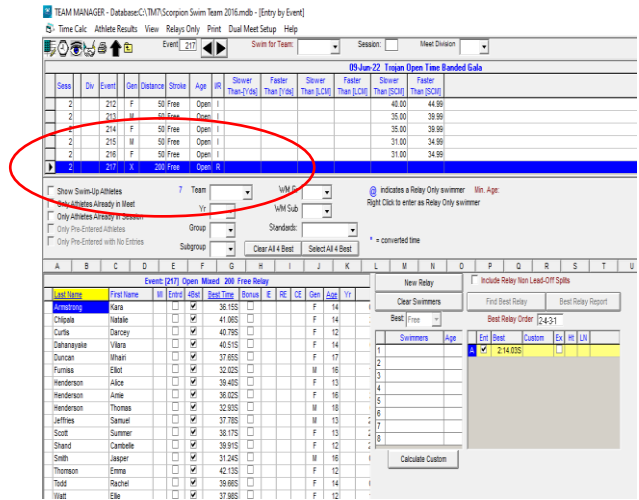 TEAM MANAGER - Database:C:\TM7\Scorpion Swim Team 2016.mdb - [Entry by Event]
Time Calc Athlete Results View Relays Only Print Dual Meet Setup Help
Event 217 Swim for Team: Session: Meet Division
09-Jun-22 Trojan Open Time Banded Gala
Sess Div Event Gen Distance Stroke Age I/R Slower Than-[Yds] Faster Than [Yds] Slower Than [LCM] Faster Than [LCM] Slower Than [SCM] Faster Than [SCM]
2 212 F 50 Free Open I 40.00 44.99
2 213 M 50 Free Open I 35.00 39.99
2 214 F 50 Free Open I 35.00 39.99
2 215 M 50 Free Open I 31.00 34.99
2 216 F 50 Free Open I 31.00 34.99
2 217 X 200 Free Open R
Show Swim-Up Athletes 7 Team WM @ indicates a Relay Only swimmer Min. Age:
Only Athletes Already in Meet Yr WM Sub Right Click to enter as Relay Only swimmer
Only Athletes Already in Session
Only Pre-Entered Athletes Group Standards:
Only Pre-Entered with No Entries Subgroup Clear All 4 Best Select All 4 Best * = converted time
A B C D E F G H I J K L M N O P Q R S T U
Event: [217] Open Mixed 200 Free Relay
Last Name First Name MI Entrd 4Bst Best Time Bonus IE RE CE Gen Age Yr
Armstrong Kara 36.15S F 14
Chlipala Natalie 41.06S F 14
Curtis Darcey 40.79S F 12
Dahanayake Vilara 40.51S F 14
Duncan Mhairi 37.65S F 17
Furniss Elliot 32.02S M 16
Henderson Alice 39.40S F 13
Henderson Amie 36.02S F 16
Henderson Thomas 32.93S M 18
Jeffries Samuel 37.78S M 13
Scott Summer 38.17S F 13
Shand Cambelle 39.91S F 12
Smith Jasper 31.24S M 16
Thomson Emma 42.13S F 12
Todd Rachel 39.66S F 14
Watt Elle 37.98S F 12
New Relay Include Relay Non Lead-Off Splits
Clear Swimmers Find Best Relay Best Relay Report
Best: Free Best Relay Order 2-4-3-1
Swimmers Age Ent Best Custom Ex Ht LN
1 A 2:14.03S
2
3
4
5
6
7
8
Calculate Custom